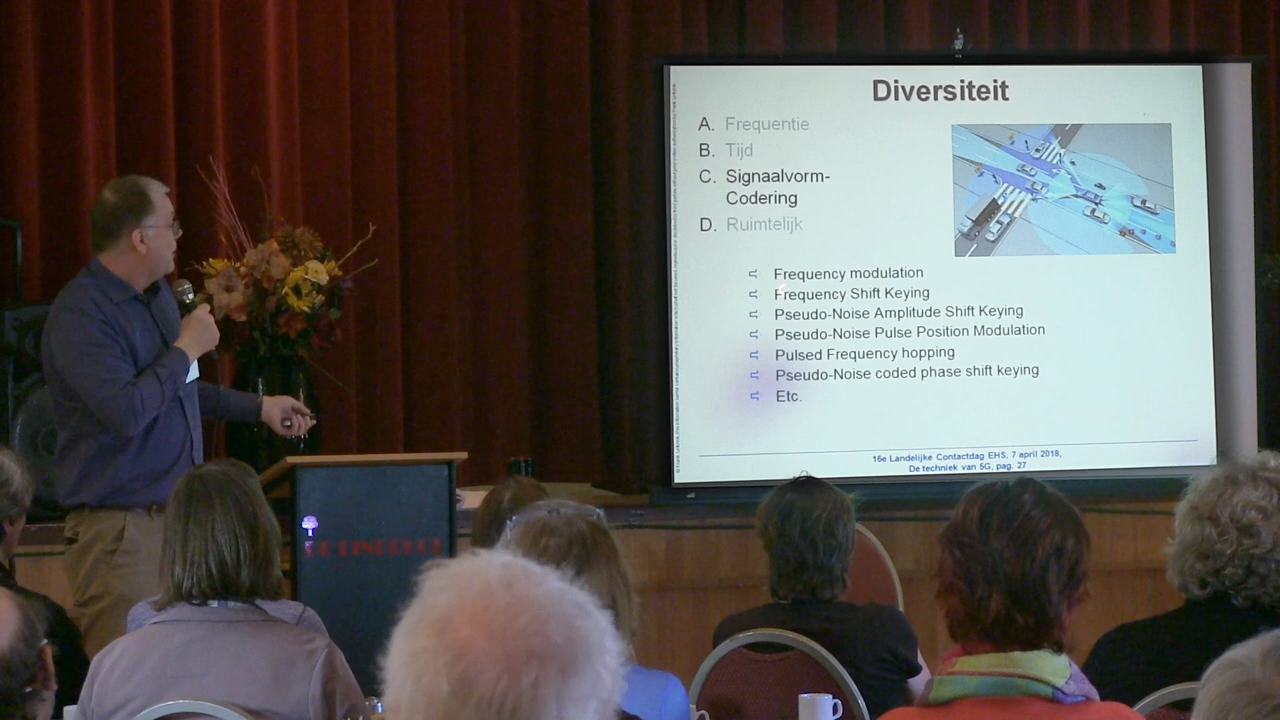 Diversiteit
A. Frequentie
B. Tijd
C. Signaalvorm-
Codering
D. Ruimtelijk
Frequency modulation
Frequency Shift Keying
Pseudo-Noise Amplitude Shift Keying
Pseudo-Noise Pulse Position Modulation
Pulsed Frequency hopping
Pseudo-Noise coded phase shift keying
Etc.
16e Landelijke Contactdag EHS, 7 april 2018,
De techniek van 5G, pag. 27